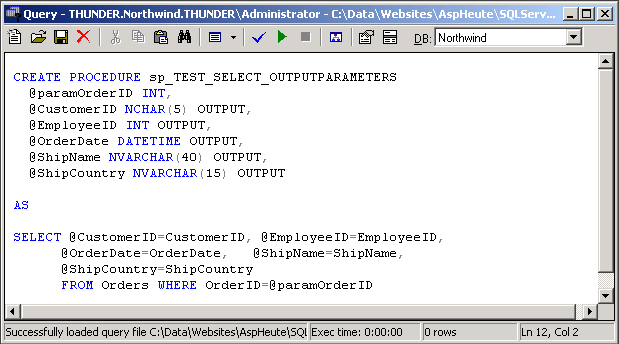 Query - THUNDER.Northwind.THUNDER\Administrator - C:\Data\Websites\AspHeute\SQLServ...
DB: Northwind
CREATE PROCEDURE sp_TEST_SELECT_OUTPUTPARAMETERS
@paramOrderID INT,
@CustomerID NCHAR(5) OUTPUT,
@EmployeeID INT OUTPUT,
@OrderDate DATETIME OUTPUT,
@ShipName NVARCHAR(40) OUTPUT,
@ShipCountry NVARCHAR(15) OUTPUT
AS
SELECT @CustomerID=CustomerID, @EmployeeID=EmployeeID,
@OrderDate=OrderDate, @ShipName=ShipName,
@ShipCountry=ShipCountry
FROM Orders WHERE OrderID=@paramOrderID
Successfully loaded query file C:\Data\Websites\AspHeute\SQL Exec time: 0:00:00 0 rows Ln 12, Col 2